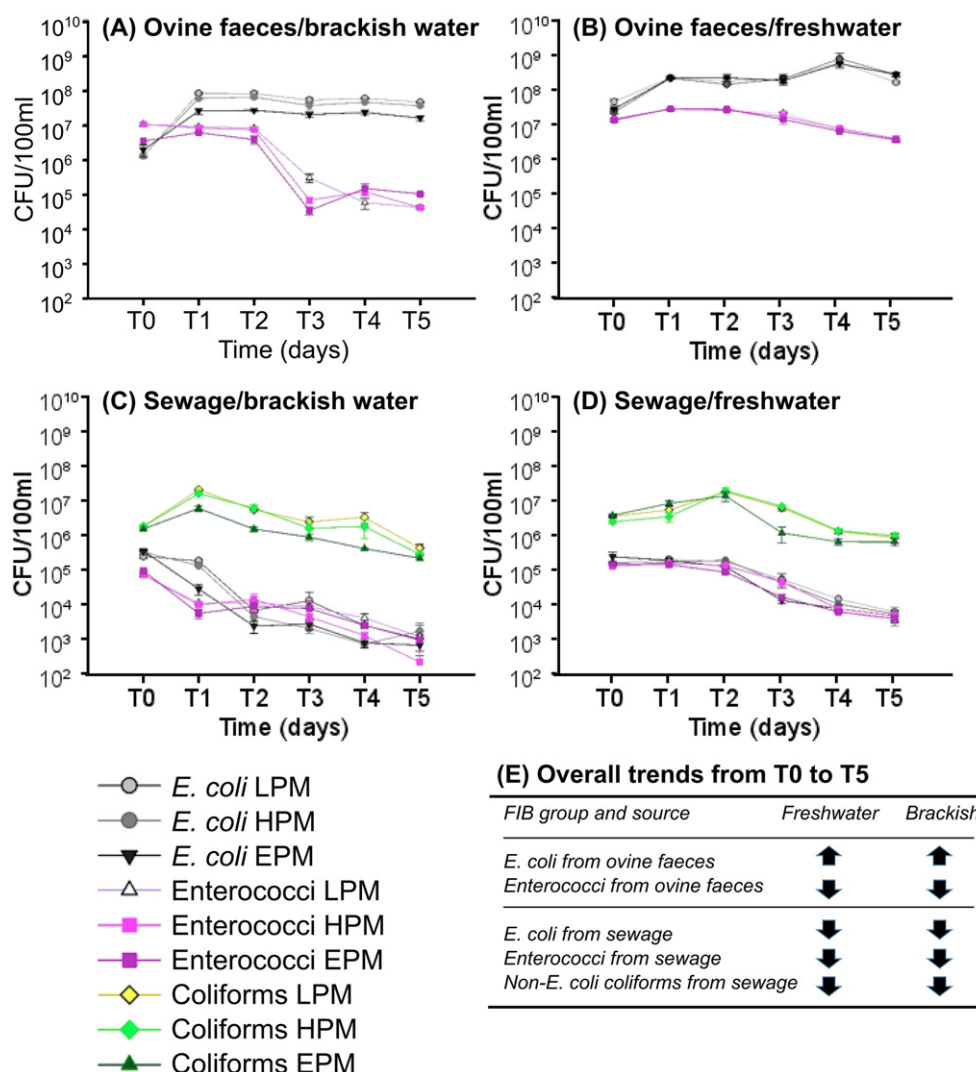 (A) Ovine faeces/brackish water
CFU/100ml
10¹⁰
10⁹
10⁸
10⁷
10⁶
10⁵
10⁴
10³
10²
T0 T1 T2 T3 T4 T5
Time (days)
(B) Ovine faeces/freshwater
CFU/100ml
10¹⁰
10⁹
10⁸
10⁷
10⁶
10⁵
10⁴
10³
10²
T0 T1 T2 T3 T4 T5
Time (days)
(C) Sewage/brackish water
CFU/100ml
10¹⁰
10⁹
10⁸
10⁷
10⁶
10⁵
10⁴
10³
10²
T0 T1 T2 T3 T4 T5
Time (days)
(D) Sewage/freshwater
CFU/100ml
10¹⁰
10⁹
10⁸
10⁷
10⁶
10⁵
10⁴
10³
10²
T0 T1 T2 T3 T4 T5
Time (days)
E. coli LPM
E. coli HPM
E. coli EPM
Enterococci LPM
Enterococci HPM
Enterococci EPM
Coliforms LPM
Coliforms HPM
Coliforms EPM
(E) Overall trends from T0 to T5
FIB group and source Freshwater Brackish
E. coli from ovine faeces
Enterococci from ovine faeces
E. coli from sewage
Enterococci from sewage
Non-E. coli coliforms from sewage